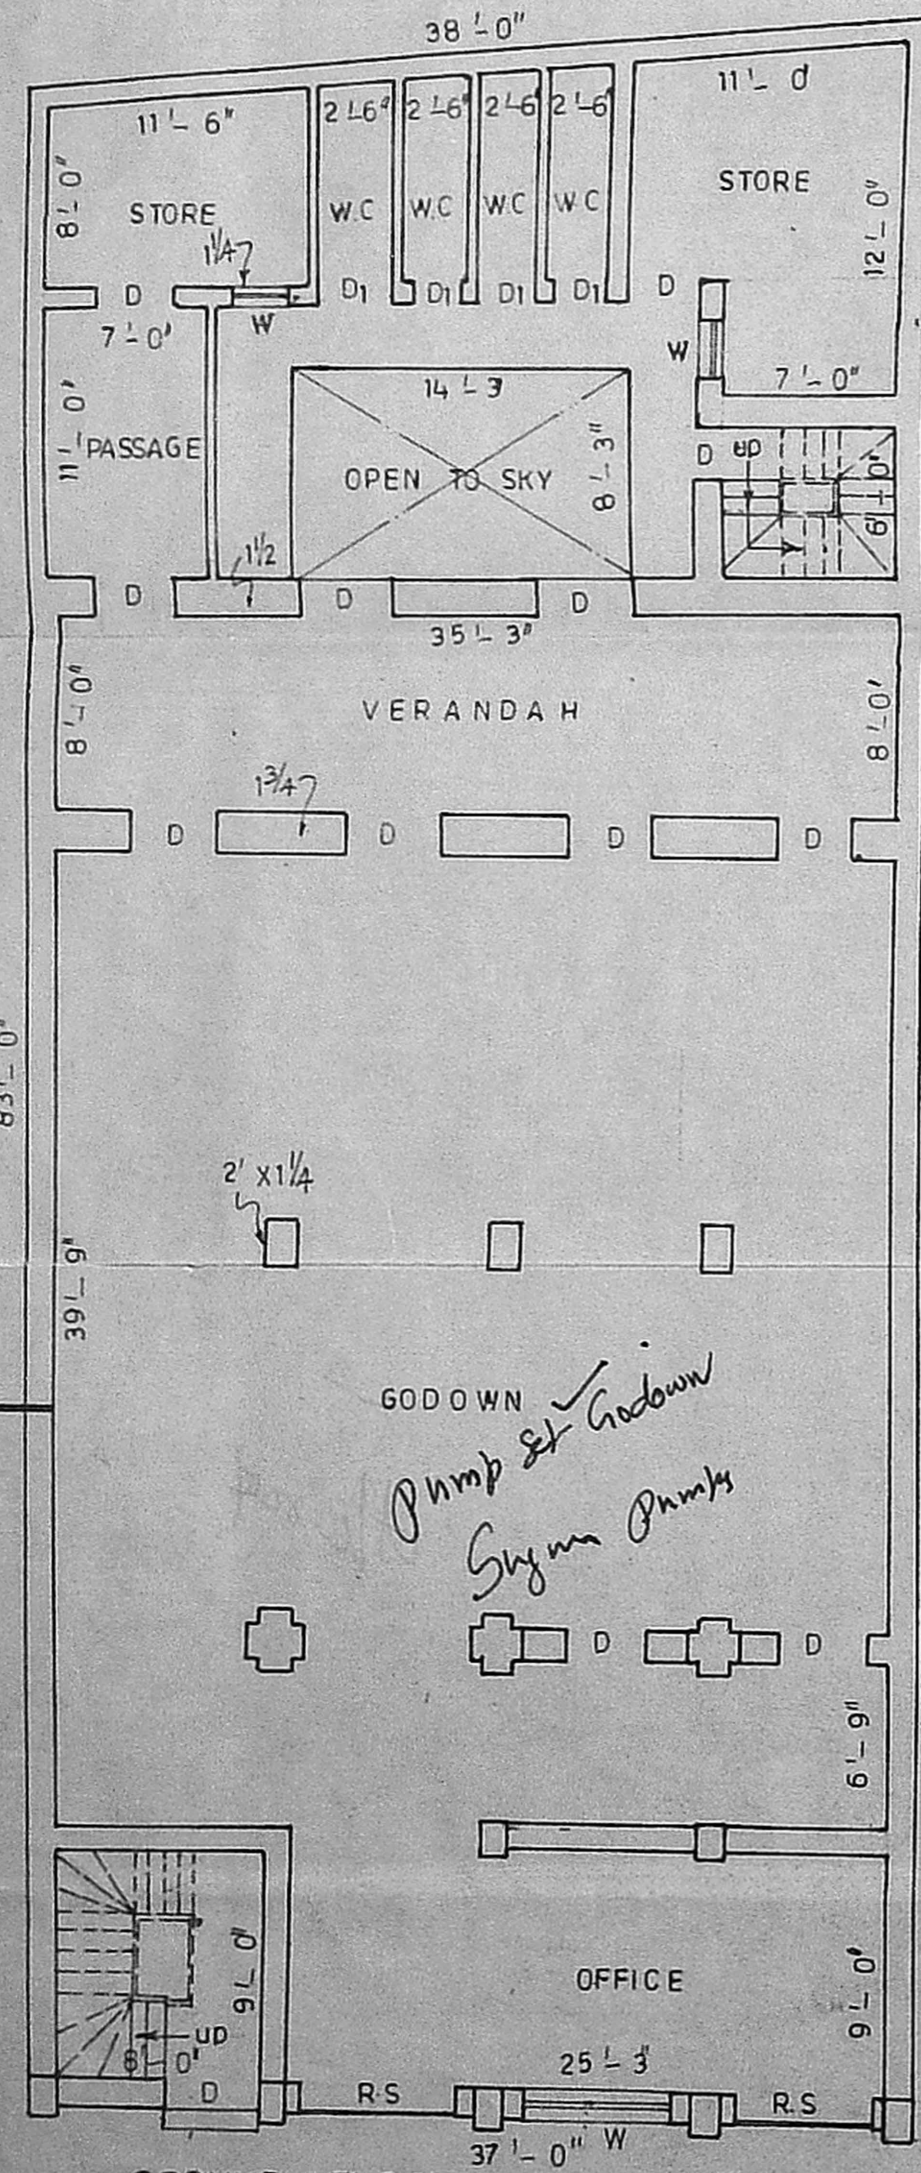 38'-0"
11'-6"
2'-6"
2'-6"
2'-6"
2'-6"
11'-0'
8'-0"
STORE
W.C
W.C
W.C
W.C
STORE
12'-0"
1¼
D
D1
D1
D1
D1
D
7'-0'
W
W
7'-0"
11'-0'
PASSAGE
14'-3
OPEN TO SKY
8'-3"
D
UP
6'-0'
1½
D
D
D
35'-3"
8'-0"
VERANDAH
8'-0'
1¾
D
D
D
D
83'-0"
2' X 1¼
39'-9"
GODOWN
Pump Set Godown
Pumps
D
D
6'-9"
9'-0'
OFFICE
9'-0'
UP
8'-0'
25'-3'
D
R.S
R.S
37'-0"
W